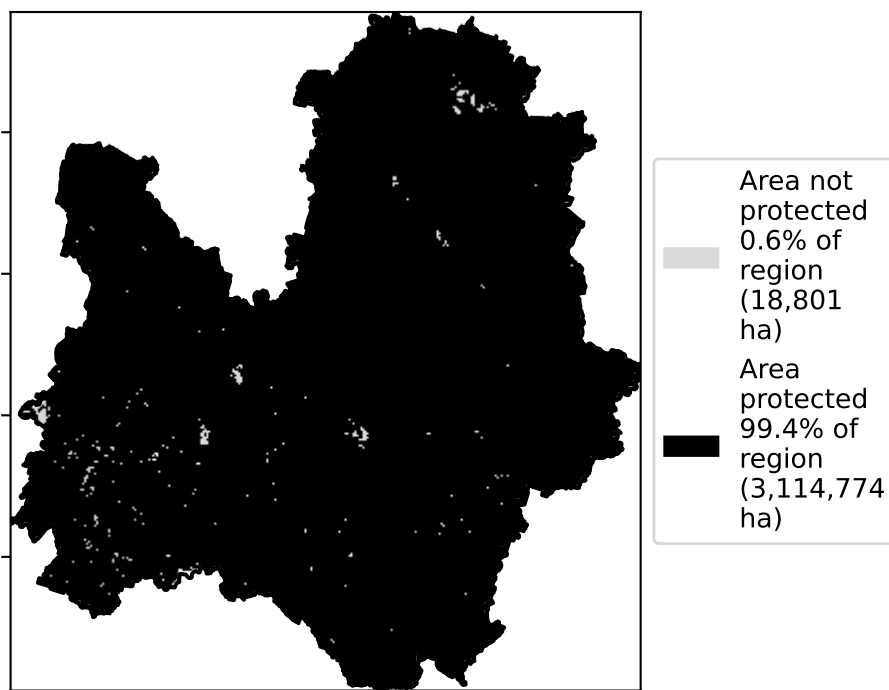 Area not
protected
0.6% of
region
(18,801
ha)
Area
protected
99.4% of
region
(3,114,774
ha)